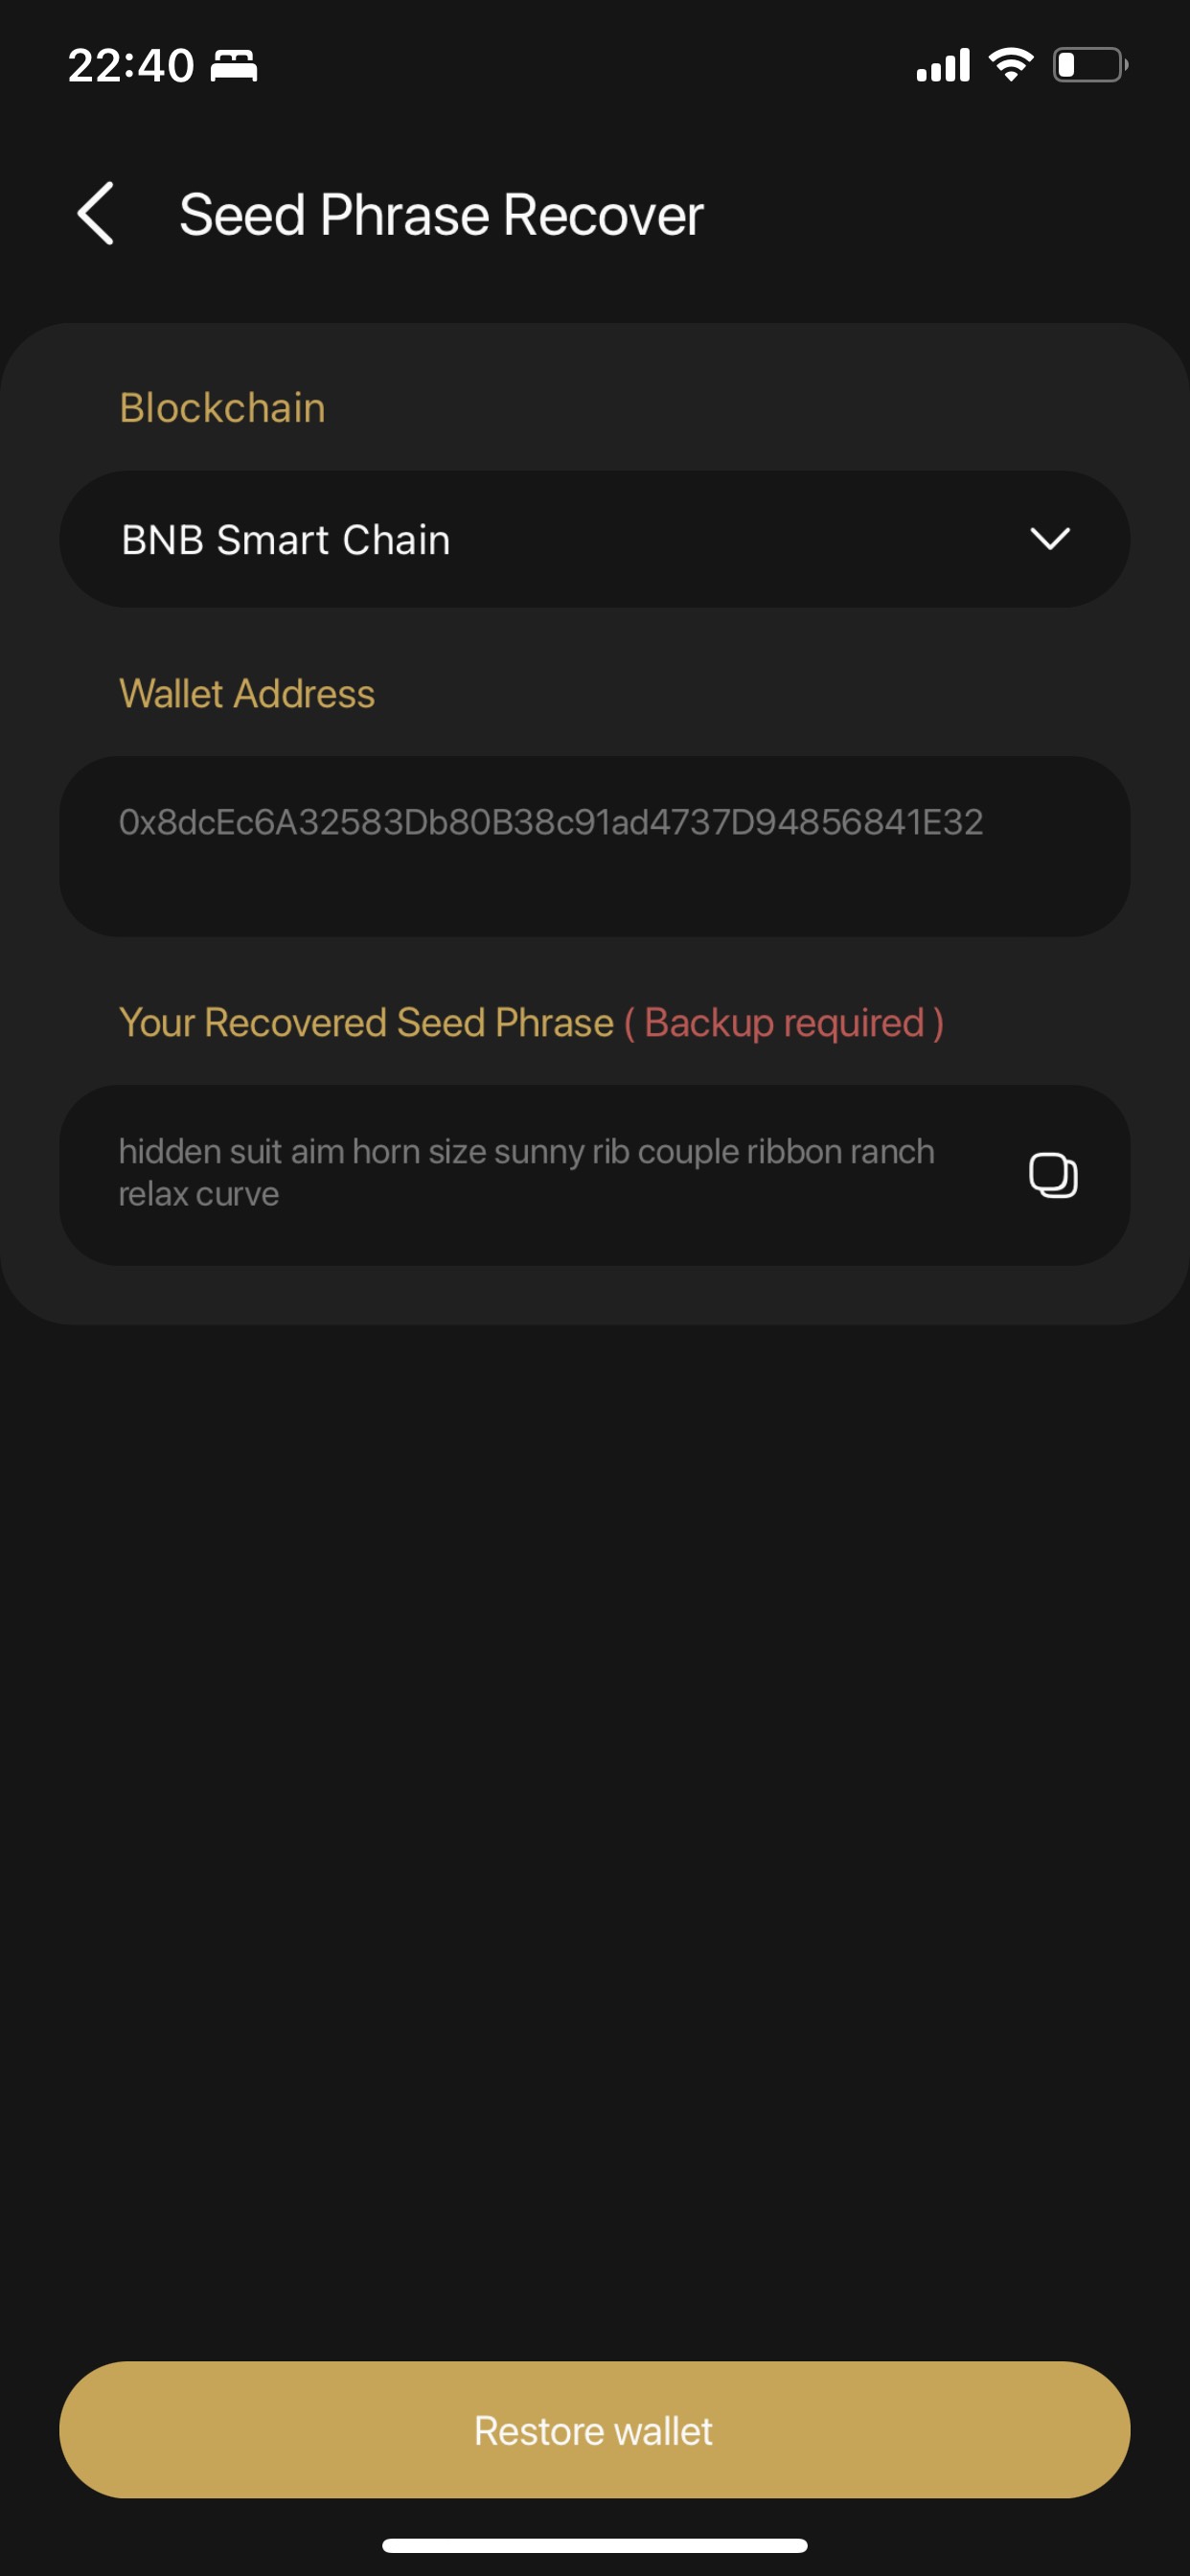 22:40
Seed Phrase Recover
Blockchain
BNB Smart Chain
Wallet Address
0x8dcEc6A32583Db80B38c91ad4737D94856841E32
Your Recovered Seed Phrase ( Backup required )
hidden suit aim horn size sunny rib couple ribbon ranch
relax curve
Restore wallet